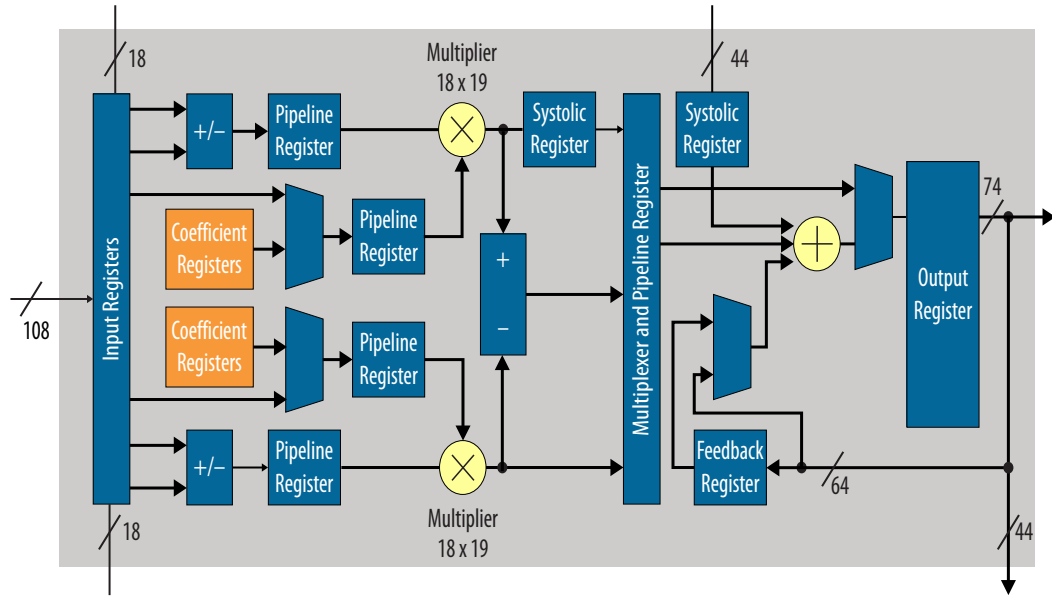 18
44
Multiplier
18 x 19
+/−
Pipeline
Register
Systolic
Register
Systolic
Register
Coefficient
Registers
Pipeline
Register
74
+
−
108
Input Registers
Multiplexer and Pipeline Register
Output
Register
Coefficient
Registers
Pipeline
Register
+/−
Pipeline
Register
Feedback
Register
64
Multiplier
18 x 19
18
44